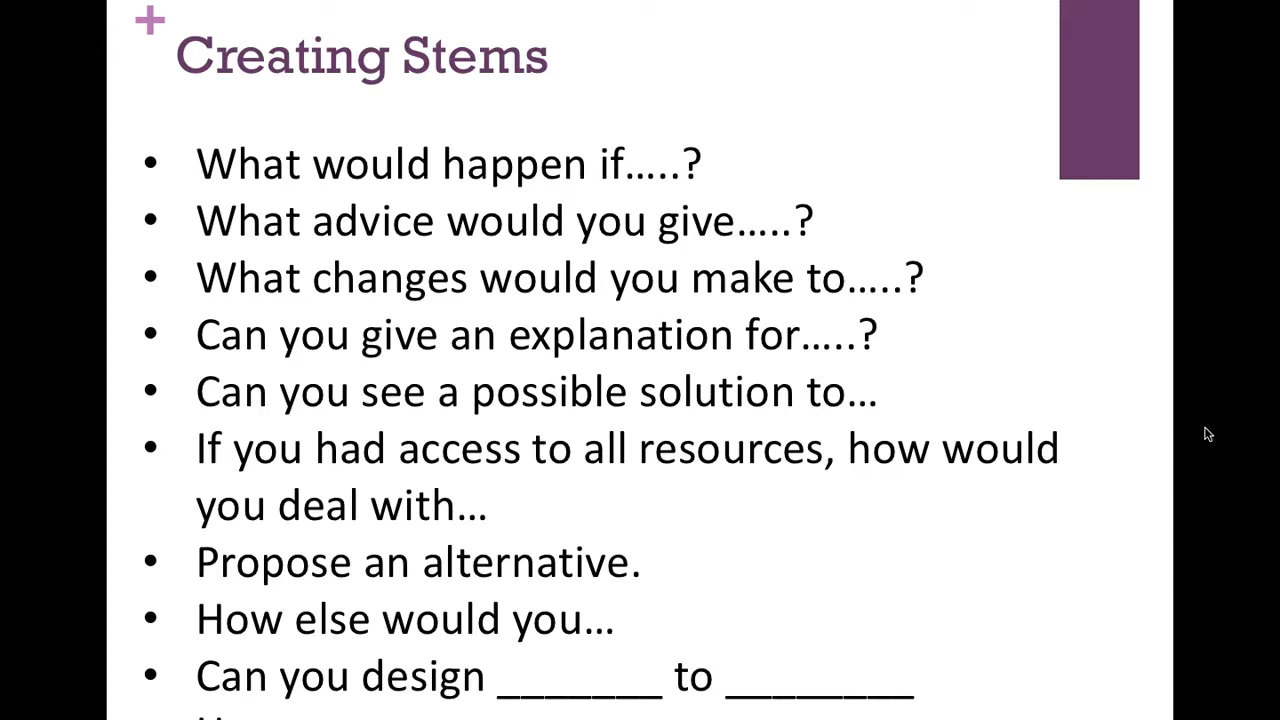 +
Creating Stems
• What would happen if…..?
• What advice would you give…..?
• What changes would you make to…..?
• Can you give an explanation for…..?
• Can you see a possible solution to…
• If you had access to all resources, how would
you deal with…
• Propose an alternative.
• How else would you…
• Can you design _______ to ________